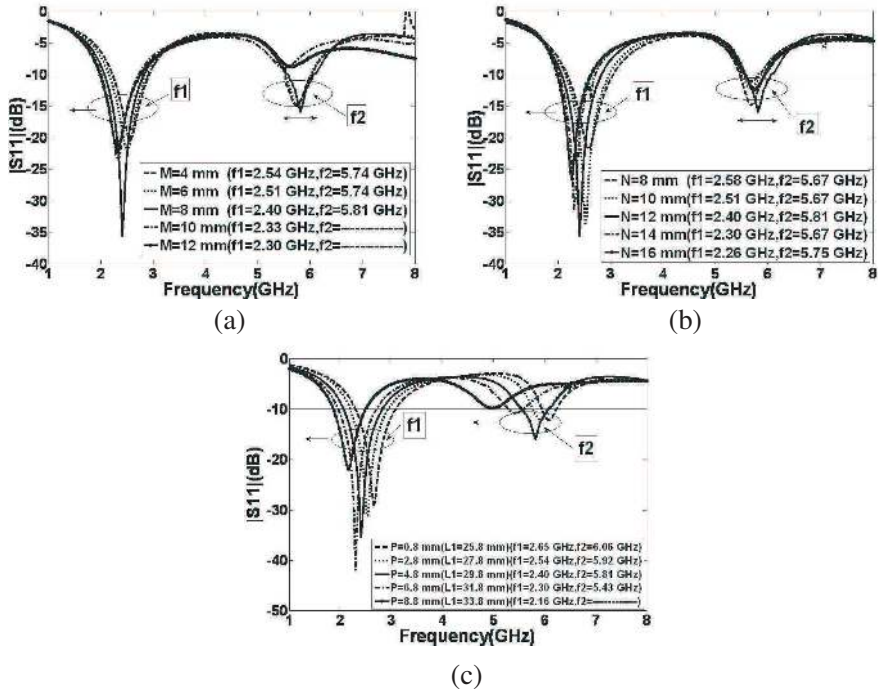 0
-5
-10
-15
-20
-25
-30
-35
-40
|S11|(dB)
f1
f2
M=4 mm (f1=2.54 GHz,f2=5.74 GHz)
M=6 mm (f1=2.51 GHz,f2=5.74 GHz)
M=8 mm (f1=2.40 GHz,f2=5.81 GHz)
M=10 mm(f1=2.33 GHz,f2=————)
M=12 mm(f1=2.30 GHz,f2=————)
1 2 3 4 5 6 7 8
Frequency(GHz)
(a)
0
-5
-10
-15
-20
-25
-30
-35
-40
|S11|(dB)
f1
f2
N=8 mm (f1=2.58 GHz,f2=5.67 GHz)
N=10 mm(f1=2.51 GHz,f2=5.67 GHz)
N=12 mm(f1=2.40 GHz,f2=5.81 GHz)
N=14 mm(f1=2.30 GHz,f2=5.67 GHz)
N=16 mm(f1=2.26 GHz,f2=5.75 GHz)
1 2 3 4 5 6 7 8
Frequency(GHz)
(b)
0
-10
-20
-30
-40
-50
|S11|(dB)
f1
f2
P=0.8 mm(L1=25.8 mm)(f1=2.65 GHz,f2=6.06 GHz)
P=2.8 mm(L1=27.8 mm)(f1=2.54 GHz,f2=5.92 GHz)
P=4.8 mm(L1=29.8 mm)(f1=2.40 GHz,f2=5.81 GHz)
P=6.8 mm(L1=31.8 mm)(f1=2.30 GHz,f2=5.43 GHz)
P=8.8 mm(L1=33.8 mm)(f1=2.16 GHz,f2=————)
1 2 3 4 5 6 7 8
Frequency(GHz)
(c)